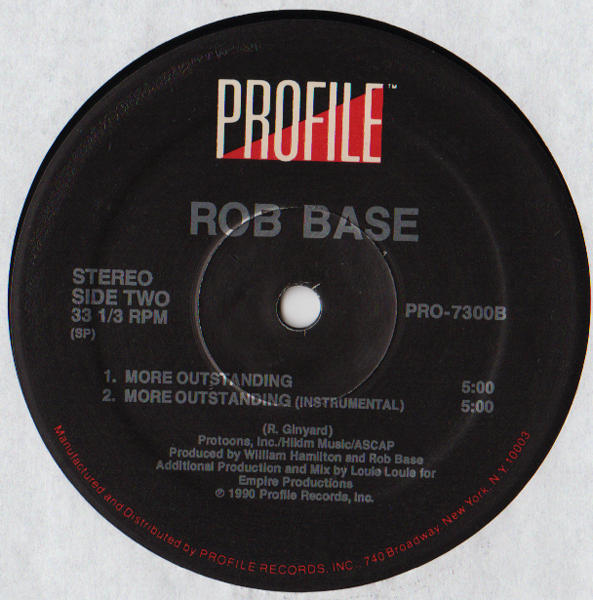 PROFILE™
ROB BASE
STEREO
SIDE TWO
33 1/3 RPM
(SP)
PRO-7300B
1. MORE OUTSTANDING 5:00
2. MORE OUTSTANDING (INSTRUMENTAL) 5:00
(R. Ginyard)
Protoons, Inc./Hikim Music/ASCAP
Produced by William Hamilton and Rob Base
Additional Production and Mix by Louie Louie for
Empire Productions
℗ 1990 Profile Records, Inc.
Manufactured and Distributed by PROFILE RECORDS, INC. 740 Broadway, New York, N.Y. 10003